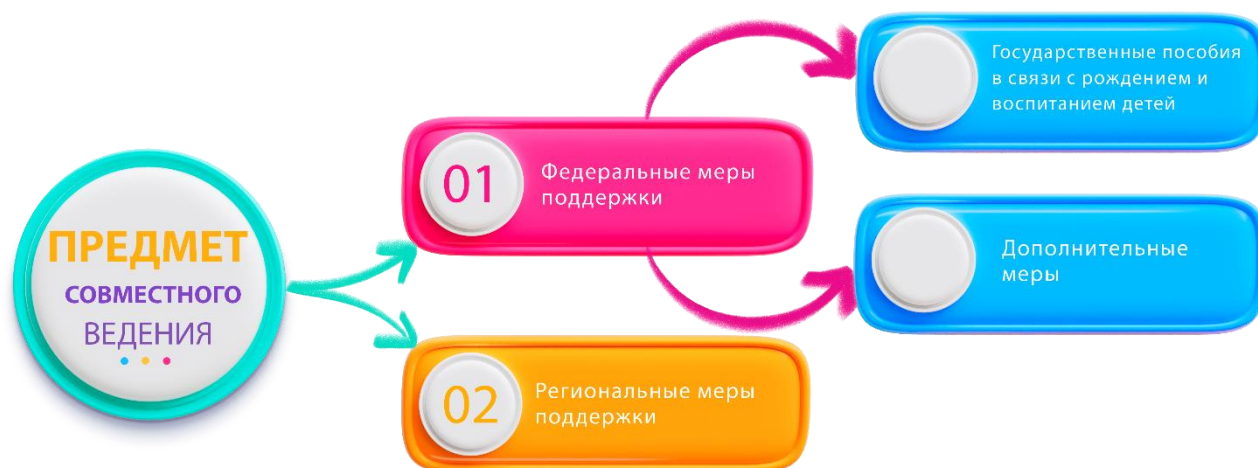 ПРЕДМЕТ
СОВМЕСТНОГО
ВЕДЕНИЯ
01
Федеральные меры
поддержки
Государственные пособия
в связи с рождением и
воспитанием детей
Дополнительные
меры
02
Региональные меры
поддержки